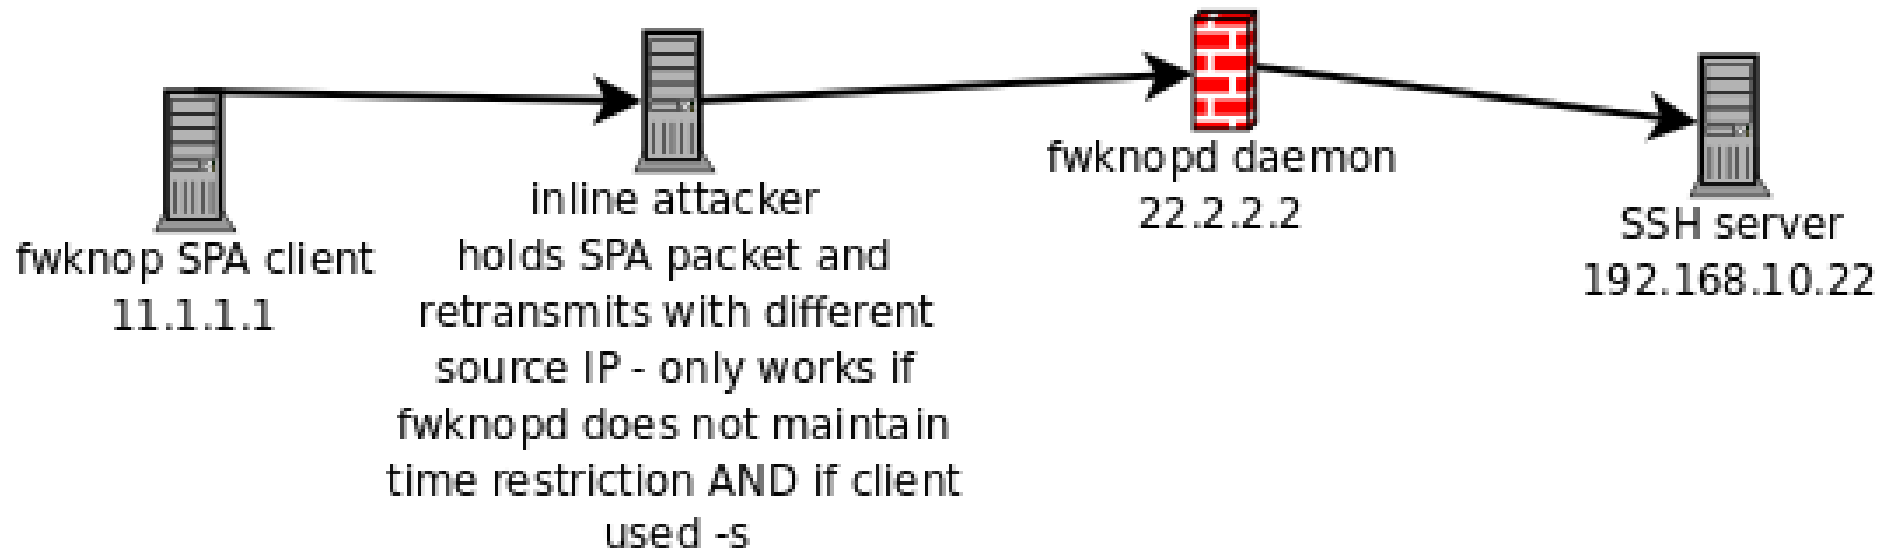 fwknop SPA client
11.1.1.1
inline attacker
holds SPA packet and
retransmits with different
source IP - only works if
fwknopd does not maintain
time restriction AND if client
used -s
fwknopd daemon
22.2.2.2
SSH server
192.168.10.22